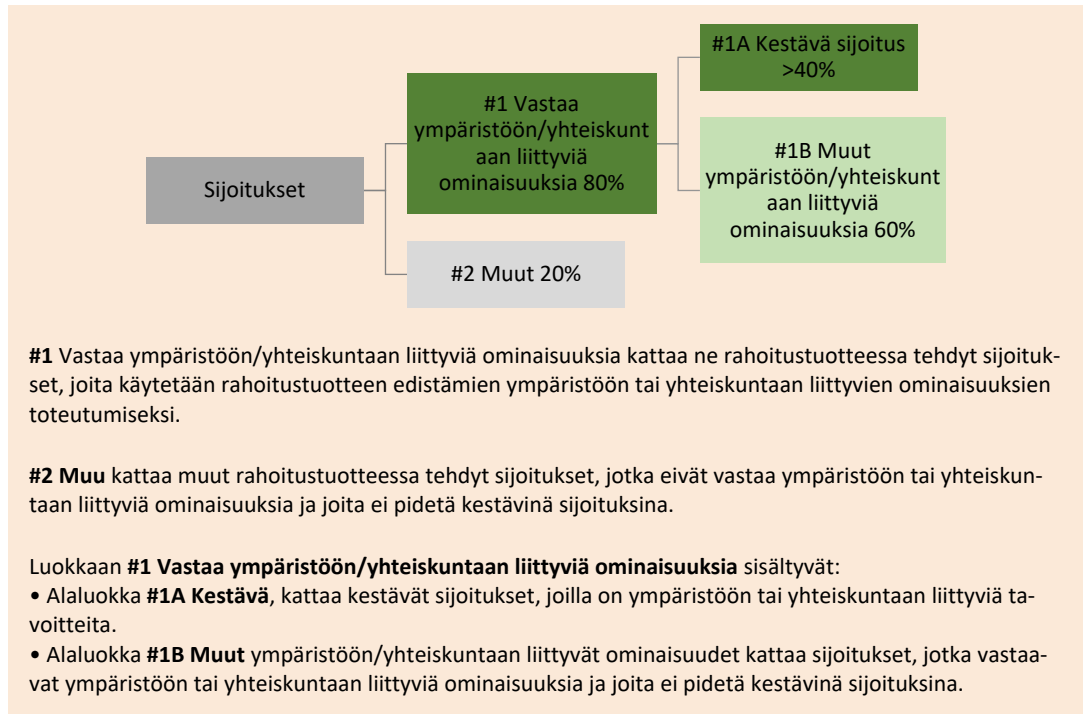 #1A Kestävä sijoitus
>40%
#1 Vastaa
ympäristöön/yhteiskunt
aan liittyviä
ominaisuuksia 80%
#1B Muut
ympäristöön/yhteiskunt
aan liittyviä
ominaisuuksia 60%
Sijoitukset
#2 Muut 20%
#1 Vastaa ympäristöön/yhteiskuntaan liittyviä ominaisuuksia kattaa ne rahoitustuotteessa tehdyt sijoituk-
set, joita käytetään rahoitustuotteen edistämien ympäristöön tai yhteiskuntaan liittyvien ominaisuuksien
toteutumiseksi.
#2 Muu kattaa muut rahoitustuotteessa tehdyt sijoitukset, jotka eivät vastaa ympäristöön tai yhteiskun-
taan liittyviä ominaisuuksia ja joita ei pidetä kestävinä sijoituksina.
Luokkaan #1 Vastaa ympäristöön/yhteiskuntaan liittyviä ominaisuuksia sisältyvät:
• Alaluokka #1A Kestävä, kattaa kestävät sijoitukset, joilla on ympäristöön tai yhteiskuntaan liittyviä ta-
voitteita.
• Alaluokka #1B Muut ympäristöön/yhteiskuntaan liittyvät ominaisuudet kattaa sijoitukset, jotka vastaa-
vat ympäristöön tai yhteiskuntaan liittyviä ominaisuuksia ja joita ei pidetä kestävinä sijoituksina.